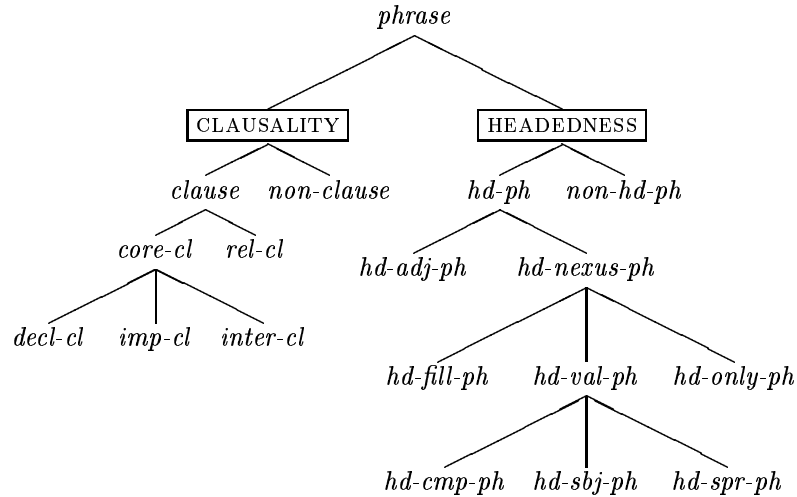 phrase
CLAUSALITY HEADEDNESS
clause non-clause hd-ph non-hd-ph
core-cl rel-cl hd-adj-ph hd-nexus-ph
decl-cl imp-cl inter-cl
hd-fill-ph hd-val-ph hd-only-ph
hd-cmp-ph hd-sbj-ph hd-spr-ph